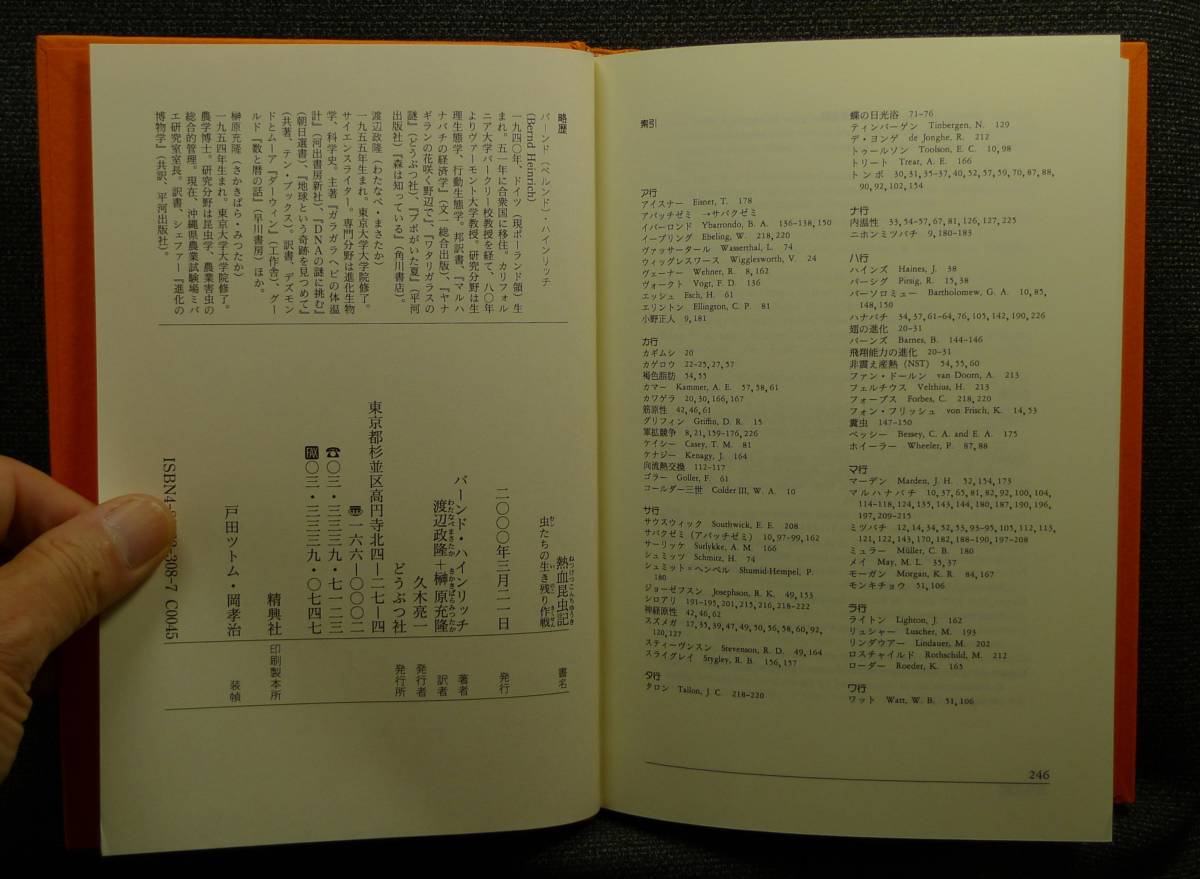 略歴
バーンド（ベルンド）・ハインリッチ
(Bernd Heinrich)
一九四〇年、ドイツ（現ポーランド領）生
まれ。五一年に合衆国に移住。カリフォル
ニア大学バークリー校教授を経て、八〇年
よりヴァーモント大学教授。研究分野は生
理生態学、行動生態学。邦訳書、『マルハ
ナバチの経済学』（文一総合出版）、『ヤナ
ギランの花咲く野辺で』、『ワタリガラスの
謎』（どうぶつ社）、『ブボがいた夏』（平河
出版社）『森は知っている』（角川書店）。
渡辺政隆（わたなべ・まさたか）
一九五五年生まれ。東京大学大学院修了。
サイエンスライター。専門分野は進化生物
学、科学史。主著『ガラガラヘビの体温
計』（河出書房新社）、『DNAの謎に挑む』
（朝日選書）、『地球という奇跡を見つめて』
（共著、テン・ブックス）。訳書、デズモン
ドとムーア『ダーウィン』（工作舎）、グー
ルド『数と暦の話』（早川書房）ほか。
榊原充隆（さかきばら・みつたか）
一九五四年生まれ。東京大学大学院修了。
農学博士。研究分野は昆虫学、農業害虫の
総合的管理。現在、沖縄県農業試験場ミバ
エ研究室室長。訳書、シェファー『進化の
博物学』（共訳、平河出版社）。
熱血昆虫記 ねっけつこんちゅうき
虫たちの生き残り作戦 書名
二〇〇〇年三月二一日 発行
バーンド・ハインリッチ 著者
渡辺政隆＋榊原充隆 わたなべまさたか さかきばらみつたか 訳者
久木亮一 発行者
どうぶつ社 発行所
東京都杉並区高円寺北四－二七－四
〠一六六－〇〇〇二
☎〇三・三三三九・七一二三
FAX〇三・三三三九・〇七四七
精興社 印刷製本所
戸田ツトム・岡孝治 装幀
ISBN4- 308-7 C0045
索引
ア行
アイスナー Eisner, T. 178
アパッチゼミ →サバクゼミ
イバーロンド Ybarrondo, B. A. 136-138, 150
イーブリング Ebeling, W. 218, 220
ヴァッサータール Wasserthal, L. 74
ウィッグレスワース Wigglesworth, V. 24
ヴェーナー Wehner, R. 8, 162
ヴォークト Vogt, F. D. 136
エッシュ Esch, H. 61
エリントン Ellington, C. P. 81
小野正人 9, 181
カ行
カギムシ 20
カゲロウ 22-25, 27, 57
褐色脂肪 54, 55
カマー Kammer, A. E. 57, 58, 61
カワゲラ 20, 30, 166, 167
筋原性 42, 46, 61
グリフィン Griffin, D. R. 15
軍拡競争 8, 21, 159-176, 226
ケイシー Casey, T. M. 81
ケナジー Kenagy, J. 164
向流熱交換 112-117
ゴラー Goller, F. 61
コールダー三世 Colder III, W. A. 10
サ行
サウスウィック Southwick, E. E. 208
サバクゼミ（アパッチゼミ） 10, 97-99, 162
サーリッケ Surlykke, A. M. 166
シュミッツ Schmitz, H. 74
シュミット＝ヘンペル Shumid-Hempel, P.
180
ジョーゼフスン Josephson, R. K. 49, 153
シロアリ 191-195, 201, 215, 216, 218-222
神経原性 42, 46, 62
スズメガ 17, 35, 39, 47, 49, 50, 56, 58, 60, 92,
120, 127
スティーヴンスン Stevenson, R. D. 49, 164
スライグレイ Srygley, R. B. 156, 157
タ行
タロン Tallon, J. C. 218-220
蝶の日光浴 71-76
ティンバーゲン Tinbergen, N. 129
デ・ヨンゲ de Jonghe, R. 212
トゥールソン Toolson, E. C. 10, 98
トリート Treat, A. E. 166
トンボ 30, 31, 35-37, 40, 52, 57, 59, 70, 87, 88,
90, 92, 102, 154
ナ行
内温性 33, 54-57, 67, 81, 126, 127, 225
ニホンミツバチ 9, 180-183
ハ行
ハインズ Haines, J. 38
パーシグ Pirsig, R. 15, 38
バーソロミュー Bartholomew, G. A. 10, 85,
148, 150
ハナバチ 34, 37, 61-64, 76, 105, 142, 190, 226
翅の進化 20-31
バーンズ Barnes, B. 144-146
飛翔能力の進化 20-31
非震え産熱 (NST) 54, 55, 60
ファン・ドールン van Doorn, A. 213
フェルチウス Velthius, H. 213
フォーブス Forbes, C. 218, 220
フォン・フリッシュ von Frisch, K. 14, 53
糞虫 147-150
ベッシー Bessey, C. A. and E. A. 175
ホイーラー Wheeler, P. 87, 88
マ行
マーデン Marden, J. H. 52, 154, 173
マルハナバチ 10, 37, 65, 81, 82, 92, 100, 104,
114-118, 124, 135, 143, 144, 180, 187, 190, 196,
197, 209-215
ミツバチ 12, 14, 34, 52, 53, 93-95, 105, 112, 113,
121, 122, 143, 170, 182, 188-190, 197-208
ミュラー Müller, C. B. 180
メイ May, M. L. 35, 37
モーガン Morgan, K. R. 84, 167
モンキチョウ 51, 106
ラ行
ライトン Lighton, J. 162
リュシャー Luscher, M. 193
リンダウアー Lindauer, M. 202
ロスチャイルド Rothschild, M. 212
ローダー Roeder, K. 165
ワ行
ワット Watt, W. B. 51, 106
246